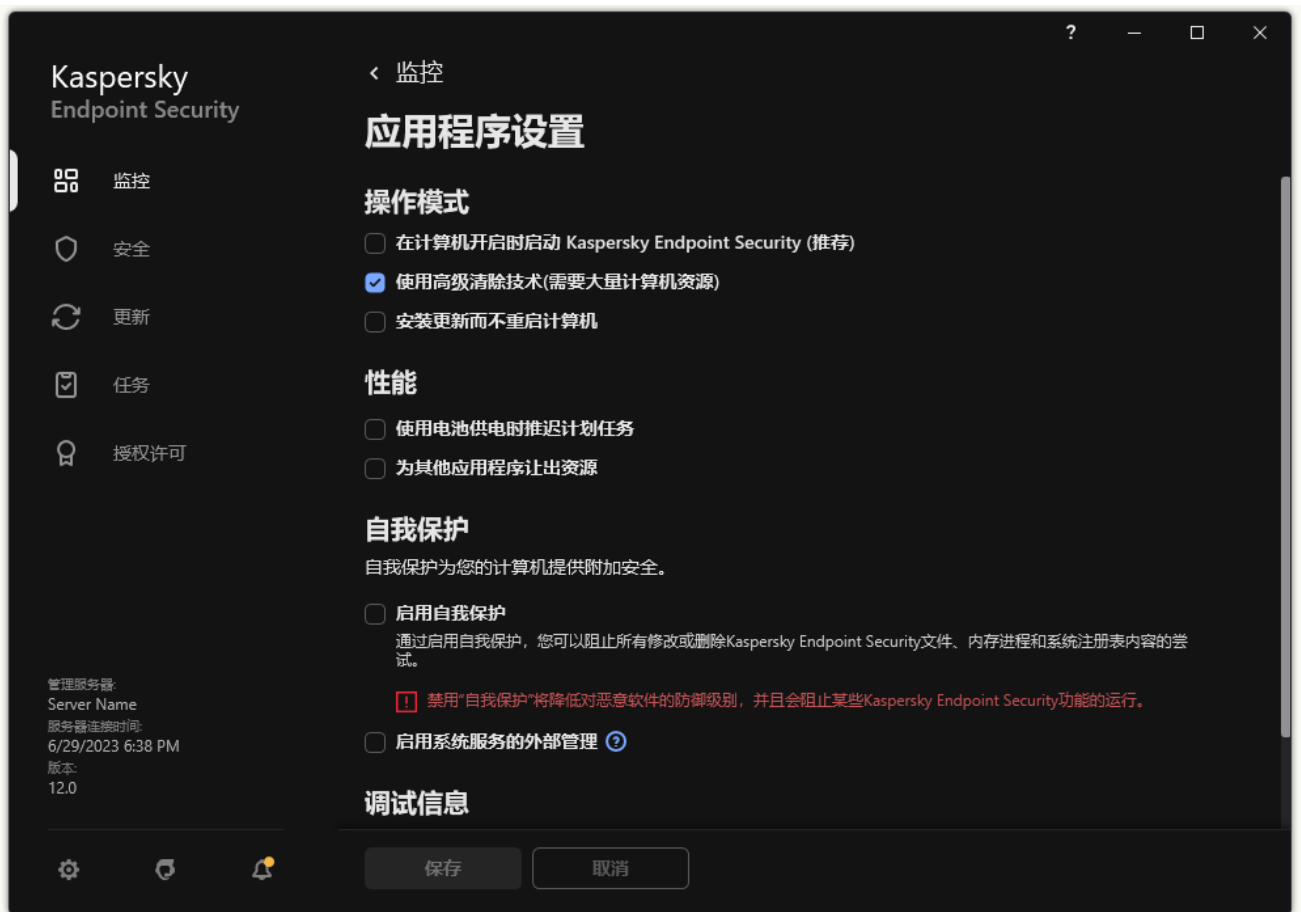 ?
Kaspersky
Endpoint Security
监控
安全
更新
任务
授权许可
管理服务器:
Server Name
服务器连接时间:
6/29/2023 6:38 PM
版本:
12.0
监控
应用程序设置
操作模式
在计算机开启时启动 Kaspersky Endpoint Security (推荐)
使用高级清除技术(需要大量计算机资源)
安装更新而不重启计算机
性能
使用电池供电时推迟计划任务
为其他应用程序让出资源
自我保护
自我保护为您的计算机提供附加安全。
启用自我保护
通过启用自我保护，您可以阻止所有修改或删除Kaspersky Endpoint Security文件、内存进程和系统注册表内容的尝
试。
禁用“自我保护”将降低对恶意软件的防御级别，并且会阻止某些Kaspersky Endpoint Security功能的运行。
启用系统服务的外部管理 ?
调试信息
保存
取消